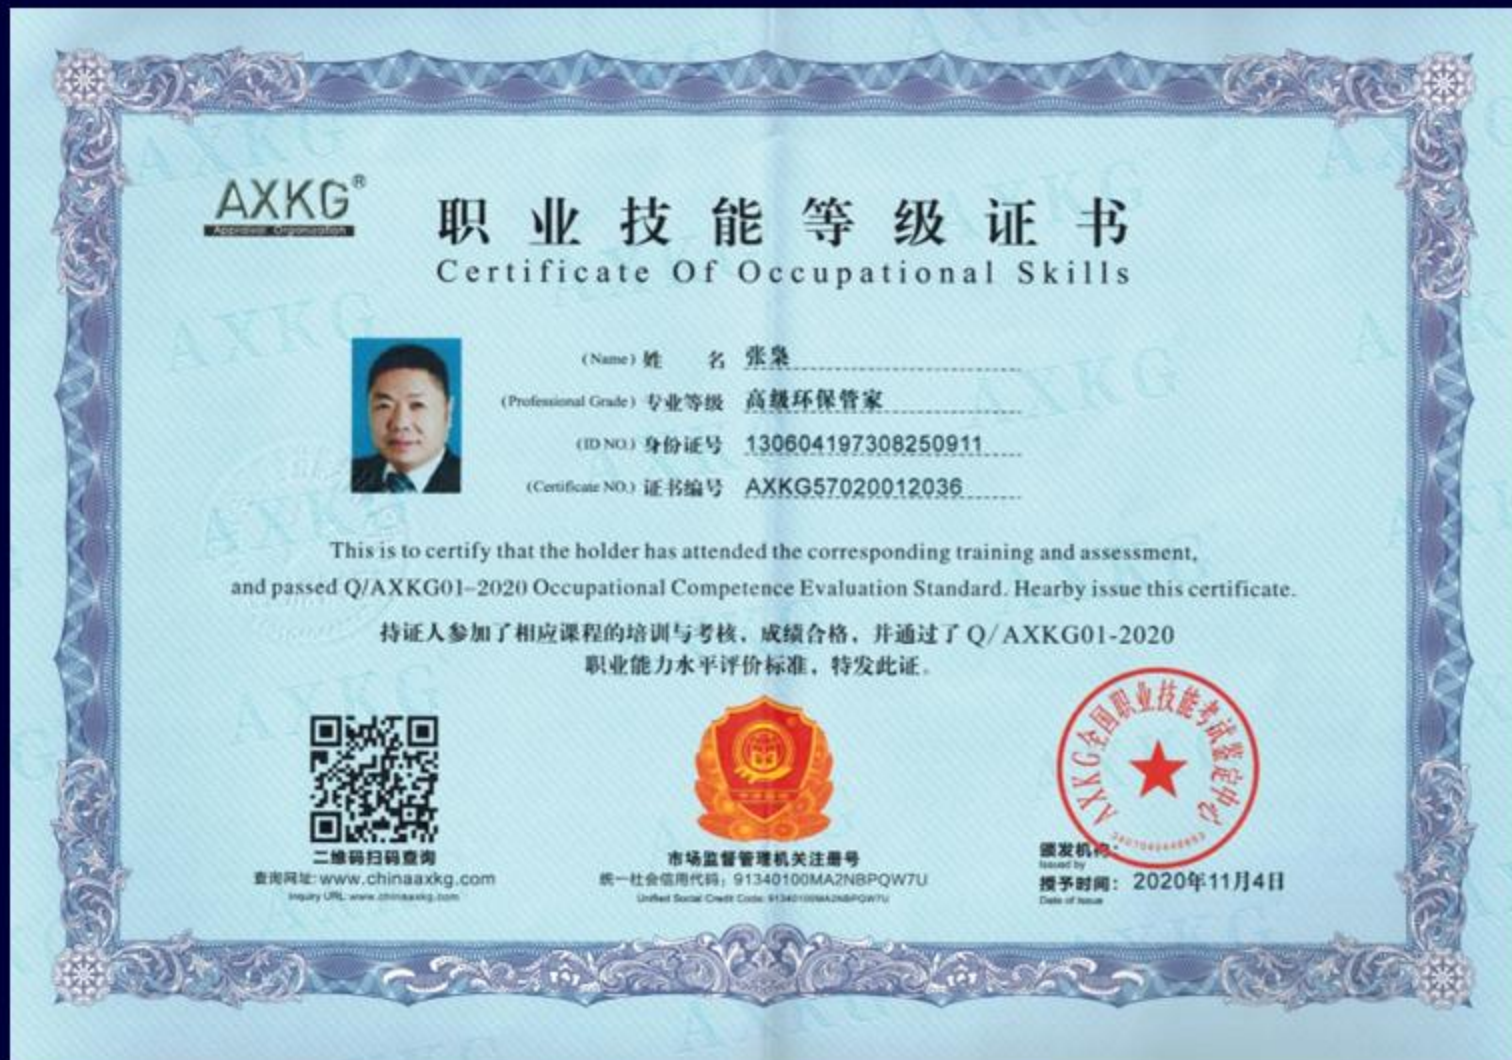 AXKG®
Appraisal Organization
职业技能等级证书
Certificate Of Occupational Skills
(Name) 姓 名 张枭
(Professional Grade) 专业等级 高级环保管家
(ID NO.) 身份证号 130604197308250911
(Certificate NO.) 证书编号 AXKG57020012036
This is to certify that the holder has attended the corresponding training and assessment,
and passed Q/AXKG01-2020 Occupational Competence Evaluation Standard. Hearby issue this certificate.
持证人参加了相应课程的培训与考核，成绩合格，并通过了 Q/AXKG01-2020
职业能力水平评价标准，特发此证。
二维码扫码查询
查询网址: www.chinaaxkg.com
Inquiry URL: www.chinaaxkg.com
市场监督管理机关注册号
统一社会信用代码：91340100MA2NBPQW7U
Unified Social Credit Code: 91340100MA2NBPQW7U
AXKG全国职业技能考试鉴定中心
颁发机构：
Issued by
授予时间： 2020年11月4日
Date of Issue